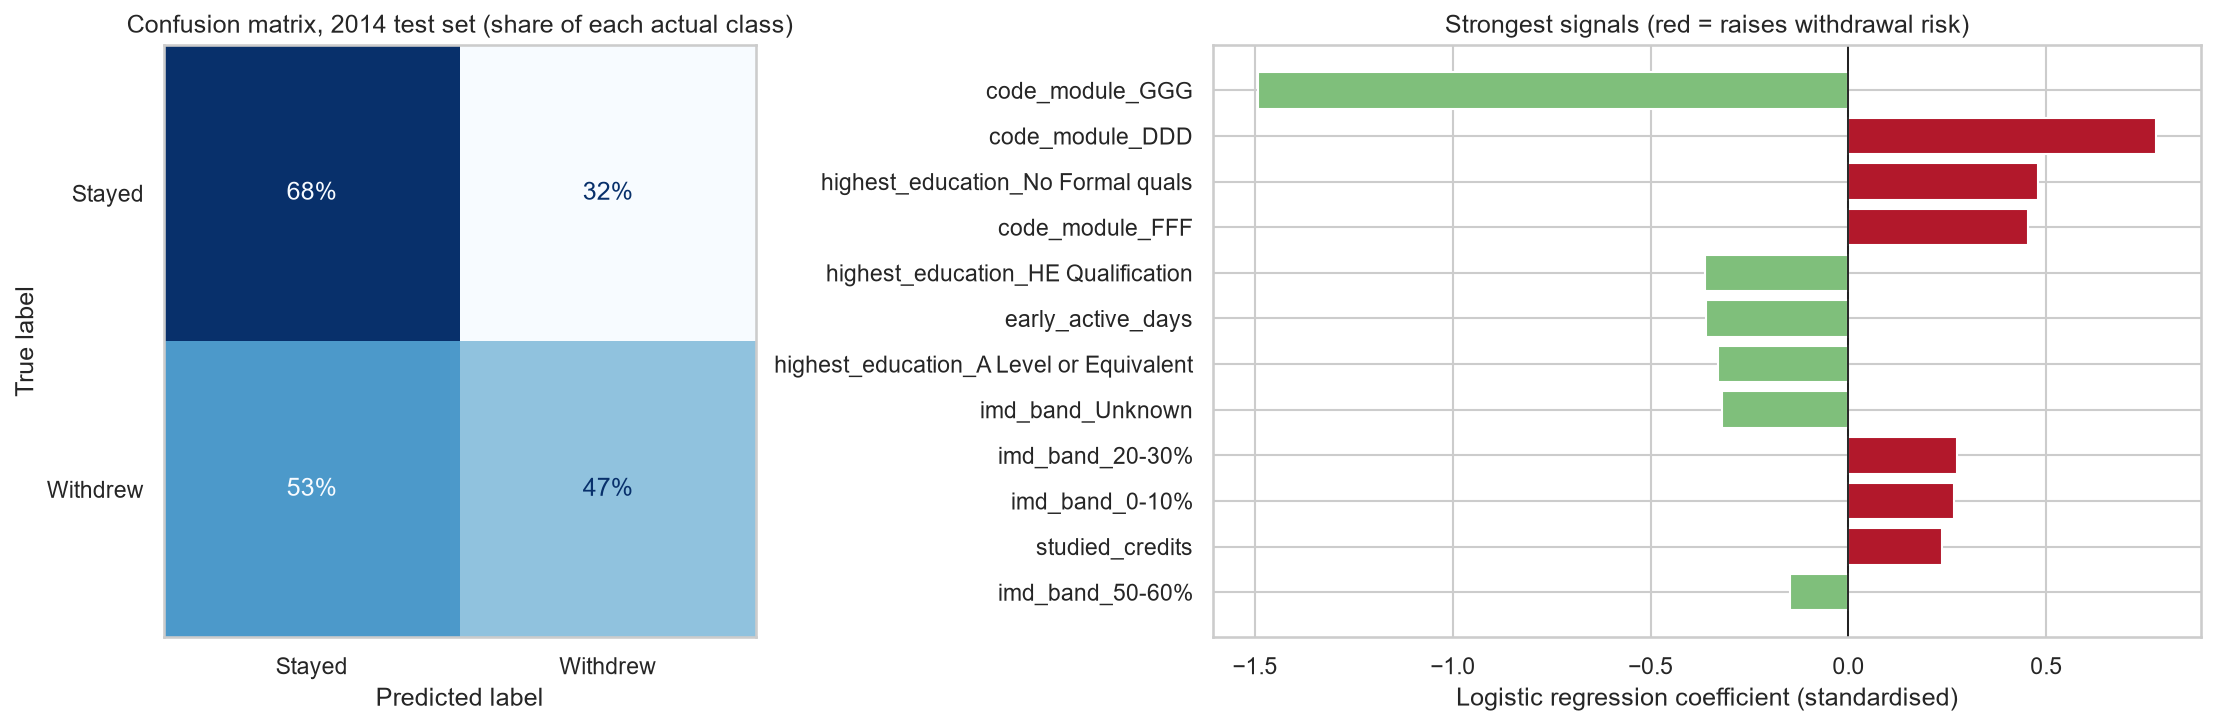 Confusion matrix, 2014 test set (share of each actual class)
True label
Stayed
68%
32%
Withdrew
53%
47%
Stayed
Withdrew
Predicted label
Strongest signals (red = raises withdrawal risk)
code_module_GGG
code_module_DDD
highest_education_No Formal quals
code_module_FFF
highest_education_HE Qualification
early_active_days
highest_education_A Level or Equivalent
imd_band_Unknown
imd_band_20-30%
imd_band_0-10%
studied_credits
imd_band_50-60%
−1.5
−1.0
−0.5
0.0
0.5
Logistic regression coefficient (standardised)